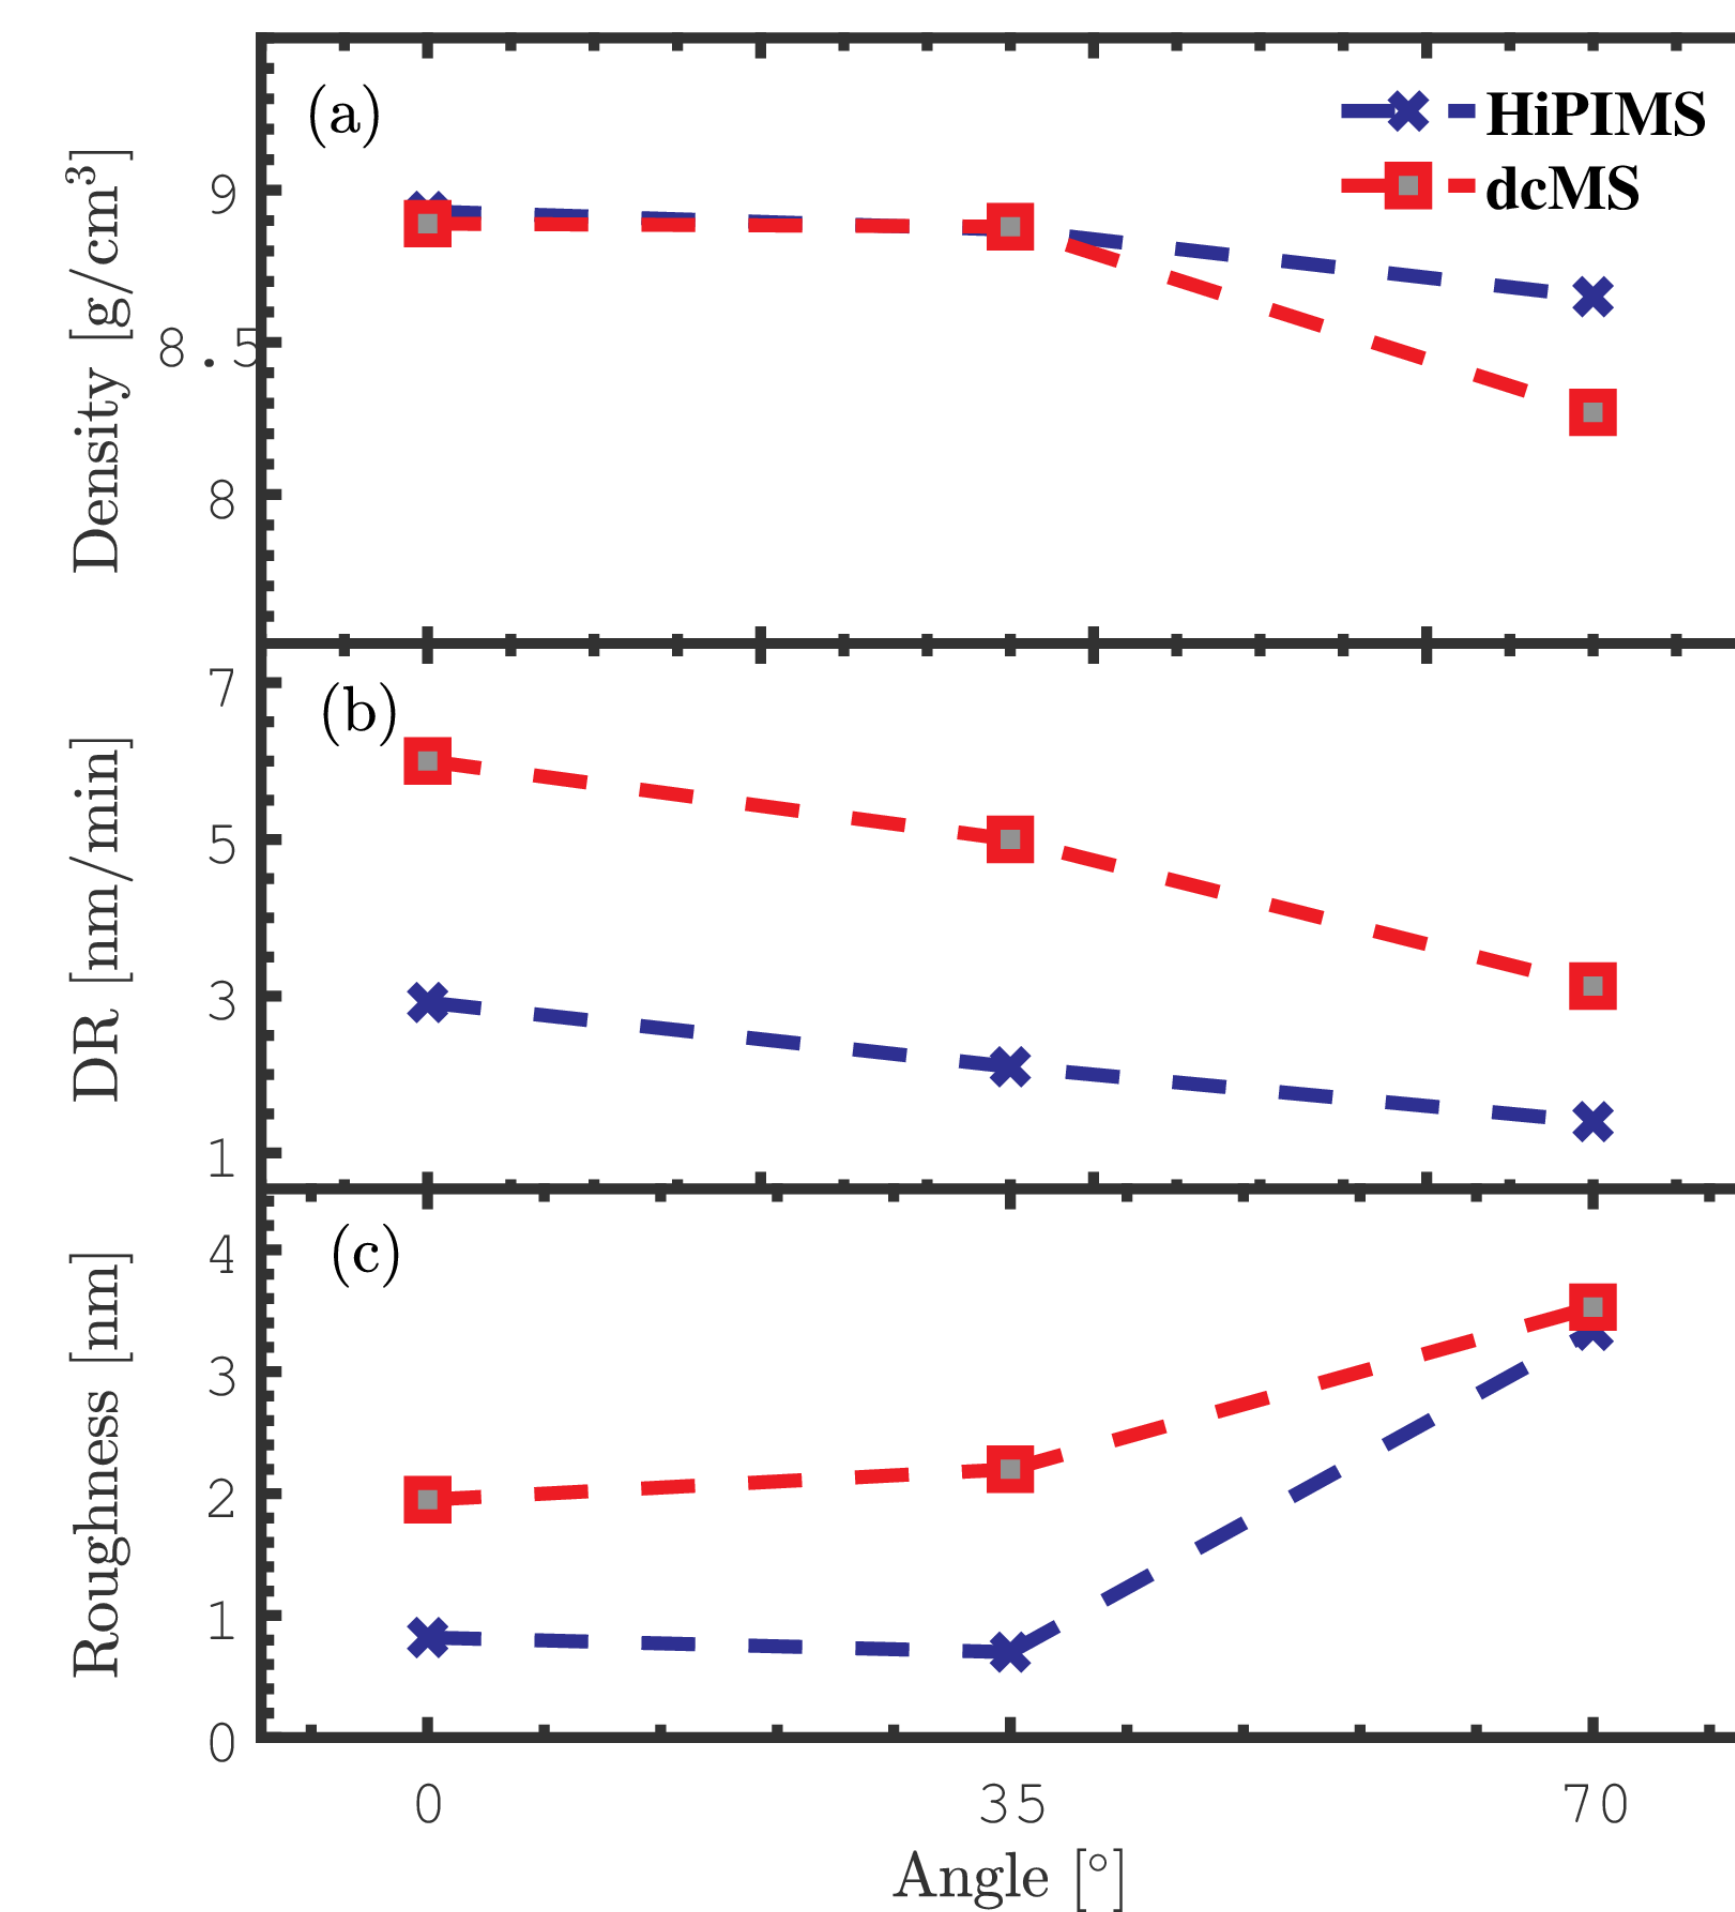 (a)
HiPIMS
dcMS
Density [g/cm³]
9
8.5
8
(b)
DR [nm/min]
7
5
3
1
(c)
Roughness [nm]
4
3
2
1
0
0 35 70
Angle [°]